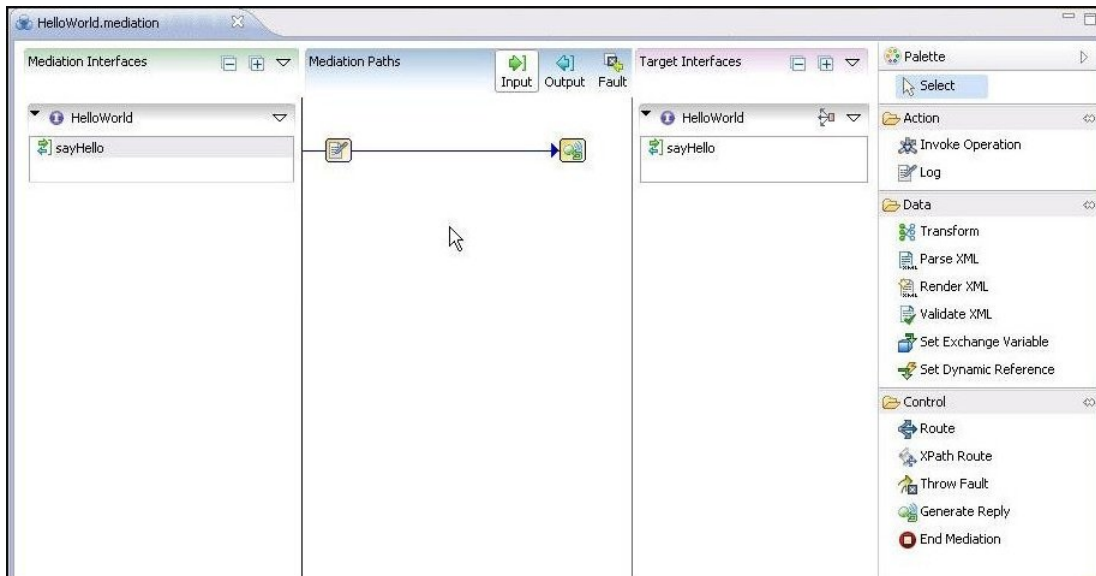 HelloWorld.mediation
Mediation Interfaces
Mediation Paths
Input
Output
Fault
Target Interfaces
HelloWorld
sayHello
HelloWorld
sayHello
Palette
Select
Action
Invoke Operation
Log
Data
Transform
Parse XML
Render XML
Validate XML
Set Exchange Variable
Set Dynamic Reference
Control
Route
XPath Route
Throw Fault
Generate Reply
End Mediation